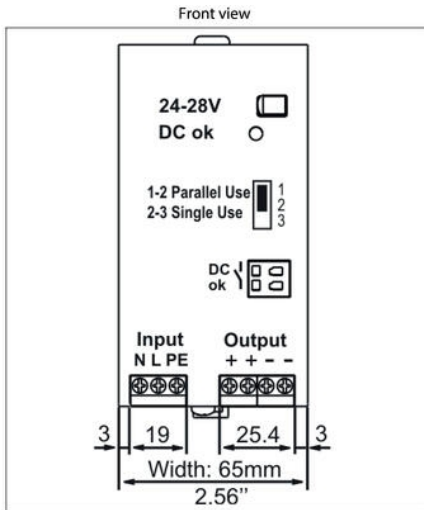 Front view
24-28V
DC ok
1-2 Parallel Use
2-3 Single Use
1
2
3
DC
ok
Input
Output
N L PE
+ + - -
3
19
25.4
3
Width: 65mm
2.56’’